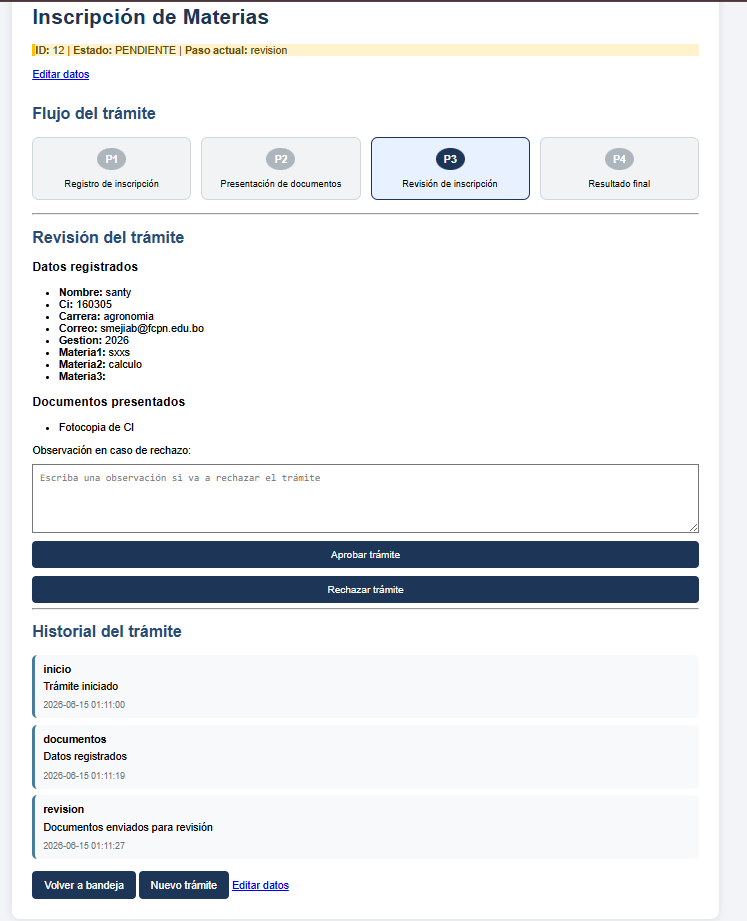 Inscripción de Materias
ID: 12 | Estado: PENDIENTE | Paso actual: revision
Editar datos
Flujo del trámite
P1
Registro de inscripción
P2
Presentación de documentos
P3
Revisión de inscripción
P4
Resultado final
Revisión del trámite
Datos registrados
Nombre: santy
Ci: 160305
Carrera: agronomia
Correo: smejiab@fcpn.edu.bo
Gestion: 2026
Materia1: sxxs
Materia2: calculo
Materia3:
Documentos presentados
Fotocopia de CI
Observación en caso de rechazo:
Escriba una observación si va a rechazar el trámite
Aprobar trámite
Rechazar trámite
Historial del trámite
inicio
Trámite iniciado
2026-06-15 01:11:00
documentos
Datos registrados
2026-06-15 01:11:19
revision
Documentos enviados para revisión
2026-06-15 01:11:27
Volver a bandeja Nuevo trámite Editar datos